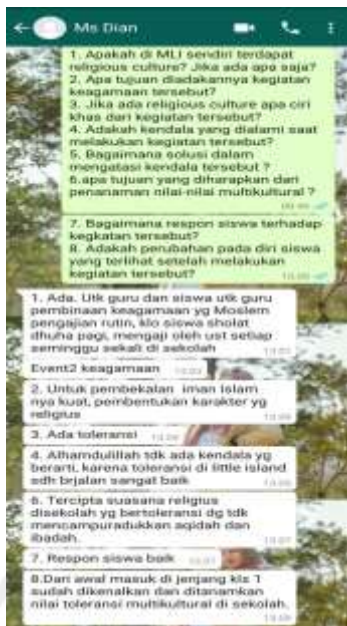 Ms Dian
1. Apakah di MLI sendiri terdapat
religious culture? Jika ada apa saja?
2. Apa tujuan diadakannya kegiatan
keagamaan tersebut?
3. Jika ada religious culture apa ciri
khas dari kegiatan tersebut?
4. Adakah kendala yang dialami saat
melakukan kegiatan tersebut?
5. Bagaimana solusi dalam
mengatasi kendala tersebut ?
6.apa tujuan yang diharapkan dari
penanaman nilai-nilai multikultural ?
7. Bagaimana respon siswa terhadap
kegkatan tersebut?
8. Adakah perubahan pada diri siswa
yang terlihat setelah melakukan
kegiatan tersebut?
1. Ada. Utk guru dan siswa utk guru
pembinaan keagamaan yg Moslem
pengajian rutin, klo siswa sholat
dhuha pagi, mengaji oleh ust setiap
seminggu sekali di sekolah
Event2 keagamaan
2. Untuk pembekalan iman Islam
nya kuat, pembentukan karakter yg
religius
3. Ada toleransi
4. Alhamdulillah tdk ada kendala yg
berarti, karena toleransi di little island
sdh brjalan sangat baik
6. Tercipta suasana religius
disekolah yg bertoleransi dg tdk
mencampuradukkan aqidah dan
ibadah.
7. Respon siswa baik
8.Dari awal masuk di jenjang kls 1
sudah dikenalkan dan ditanamkan
nilai toleransi multikultural di sekolah.